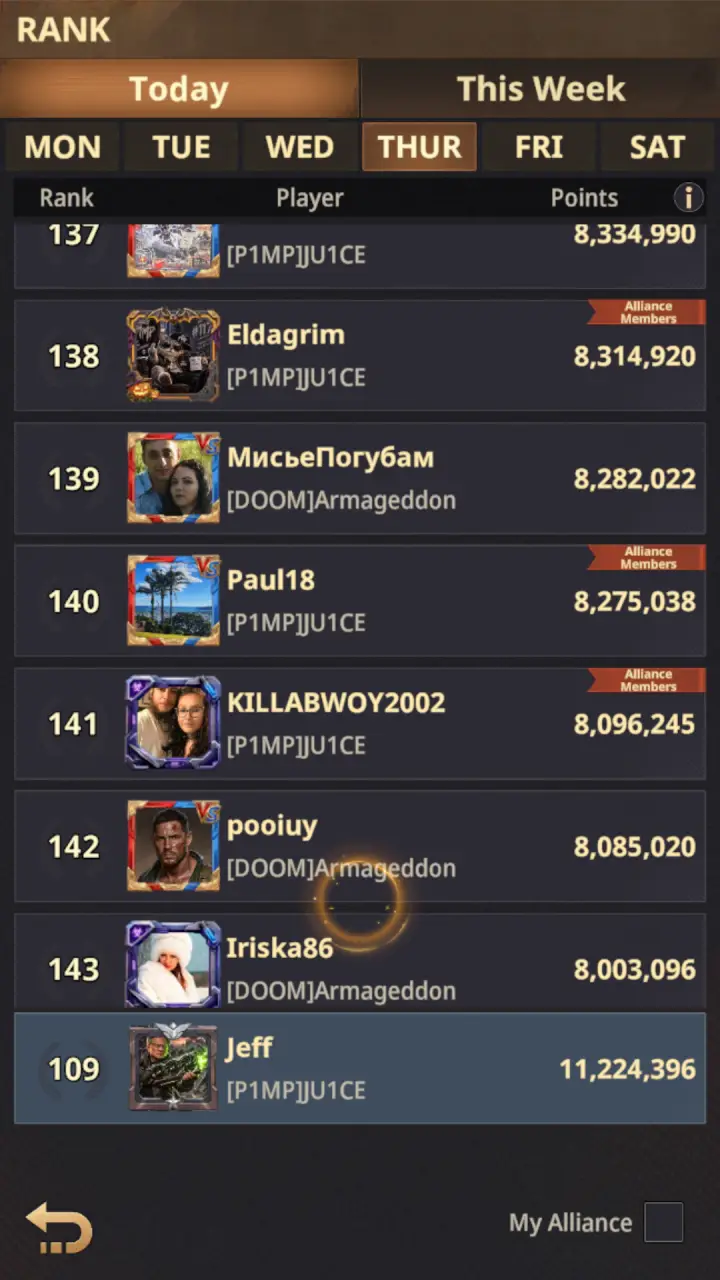 RANK
Today
This Week
MON
TUE
WED
THUR
FRI
SAT
Rank
Player
Points
137
8,334,990
[P1MP]JU1CE
Alliance
Members
138
Eldagrim
8,314,920
[P1MP]JU1CE
139
МисьеПогубам
8,282,022
[DOOM]Armageddon
Alliance
Members
140
Paul18
8,275,038
[P1MP]JU1CE
Alliance
Members
141
KILLABWOY2002
8,096,245
[P1MP]JU1CE
142
pooiuy
8,085,020
[DOOM]Armageddon
143
Iriska86
8,003,096
[DOOM]Armageddon
109
Jeff
11,224,396
[P1MP]JU1CE
My Alliance